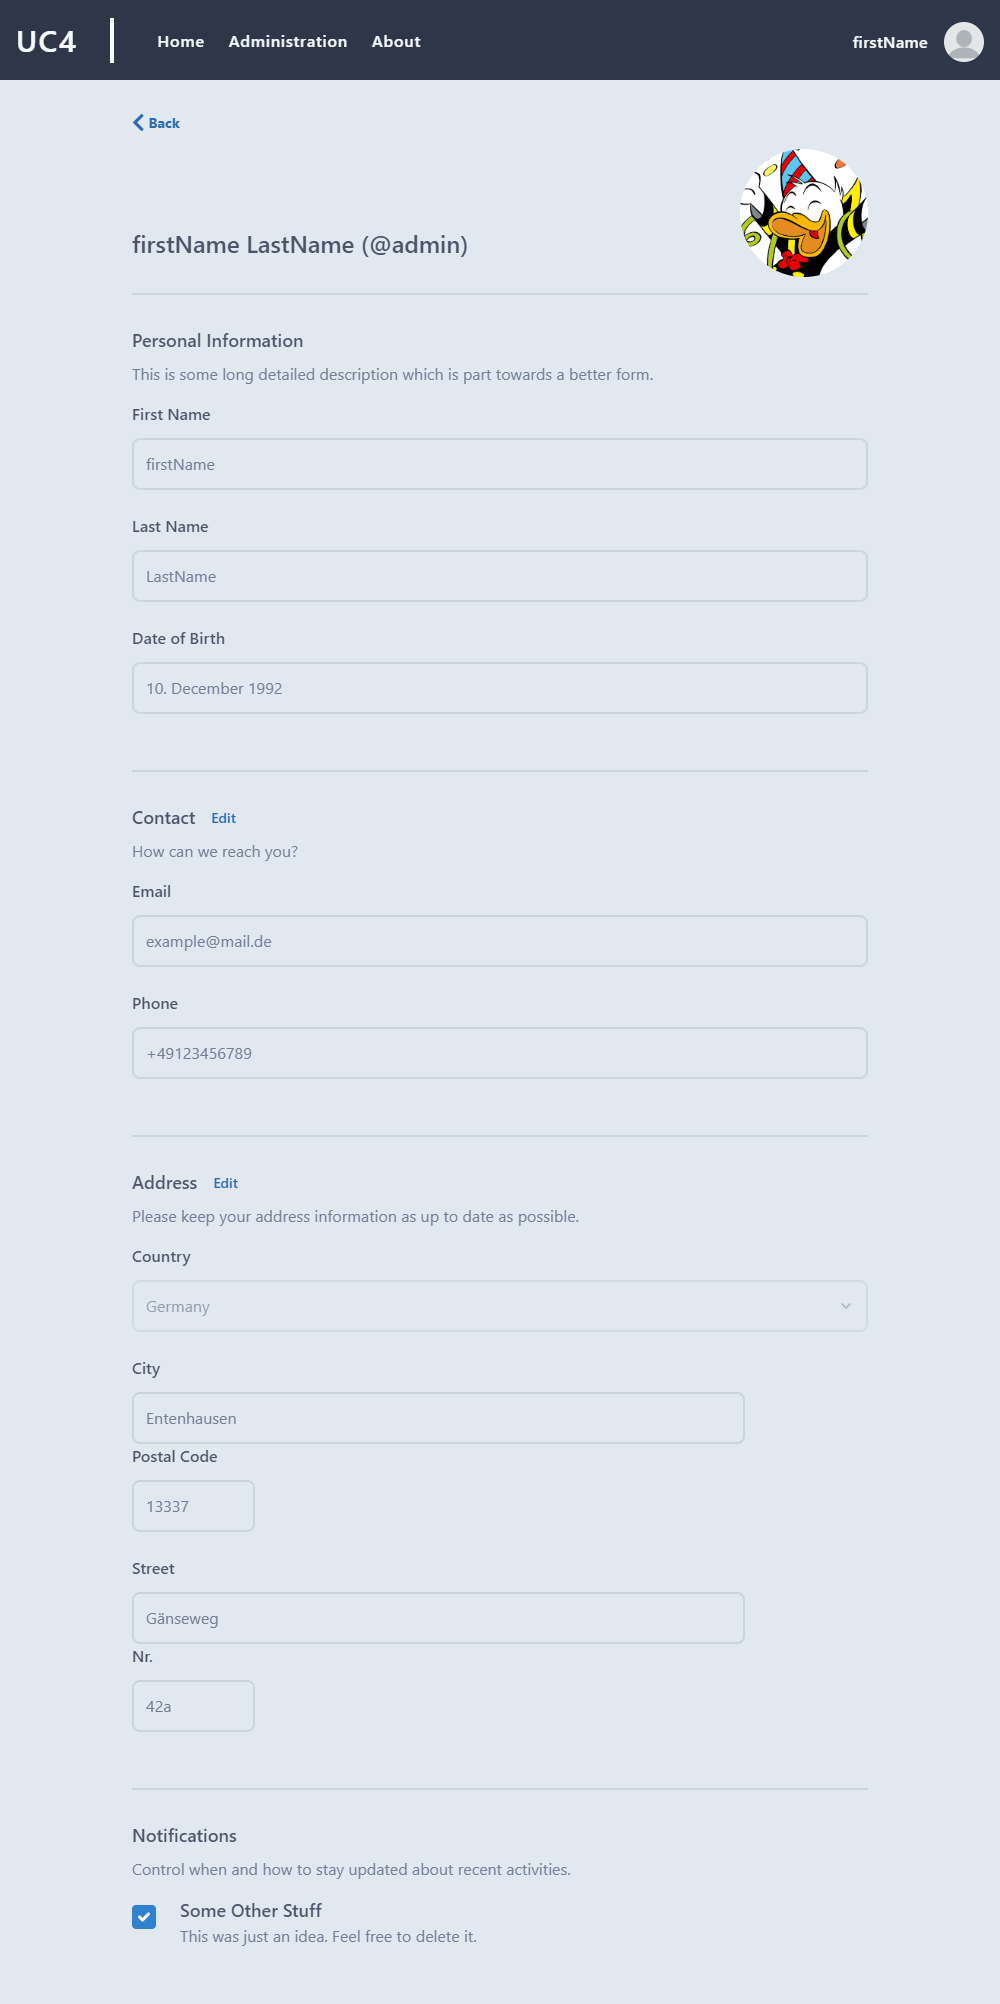 UC4
Home Administration About
firstName
Back
firstName LastName (@admin)
Personal Information
This is some long detailed description which is part towards a better form.
First Name
firstName
Last Name
LastName
Date of Birth
10. December 1992
Contact Edit
How can we reach you?
Email
example@mail.de
Phone
+49123456789
Address Edit
Please keep your address information as up to date as possible.
Country
Germany
City
Entenhausen
Postal Code
13337
Street
Gänseweg
Nr.
42a
Notifications
Control when and how to stay updated about recent activities.
Some Other Stuff
This was just an idea. Feel free to delete it.